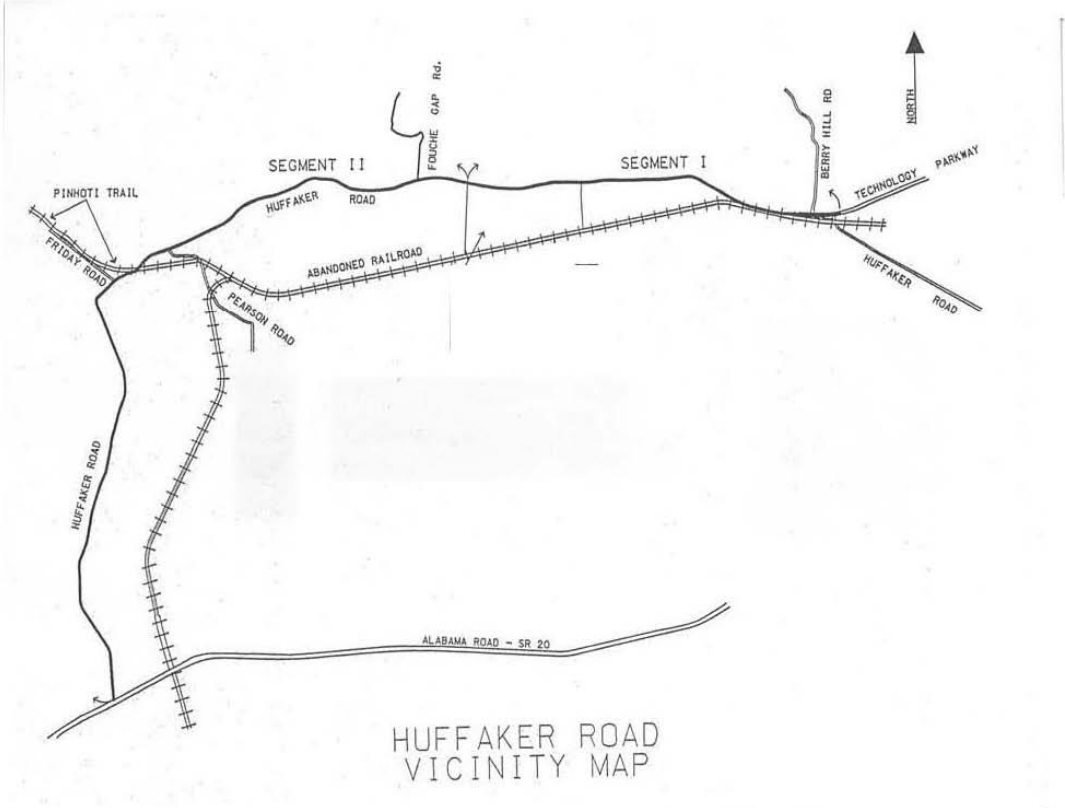 FOUCHE GAP Rd.
BERRY HILL RD
NORTH
SEGMENT II
SEGMENT I
TECHNOLOGY PARKWAY
PINHOTI TRAIL
HUFFAKER ROAD
FRIDAY ROAD
ABANDONED RAILROAD
HUFFAKER ROAD
PEARSON ROAD
HUFFAKER ROAD
ALABAMA ROAD - SR 20
HUFFAKER ROAD
VICINITY MAP